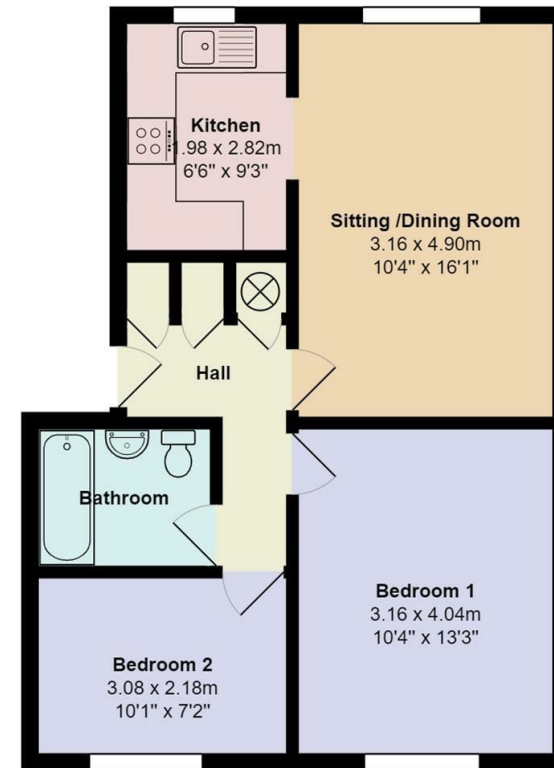 Kitchen
1.98 x 2.82m
6'6" x 9'3"
Sitting /Dining Room
3.16 x 4.90m
10'4" x 16'1"
Hall
Bathroom
Bedroom 1
3.16 x 4.04m
10'4" x 13'3"
Bedroom 2
3.08 x 2.18m
10'1" x 7'2"